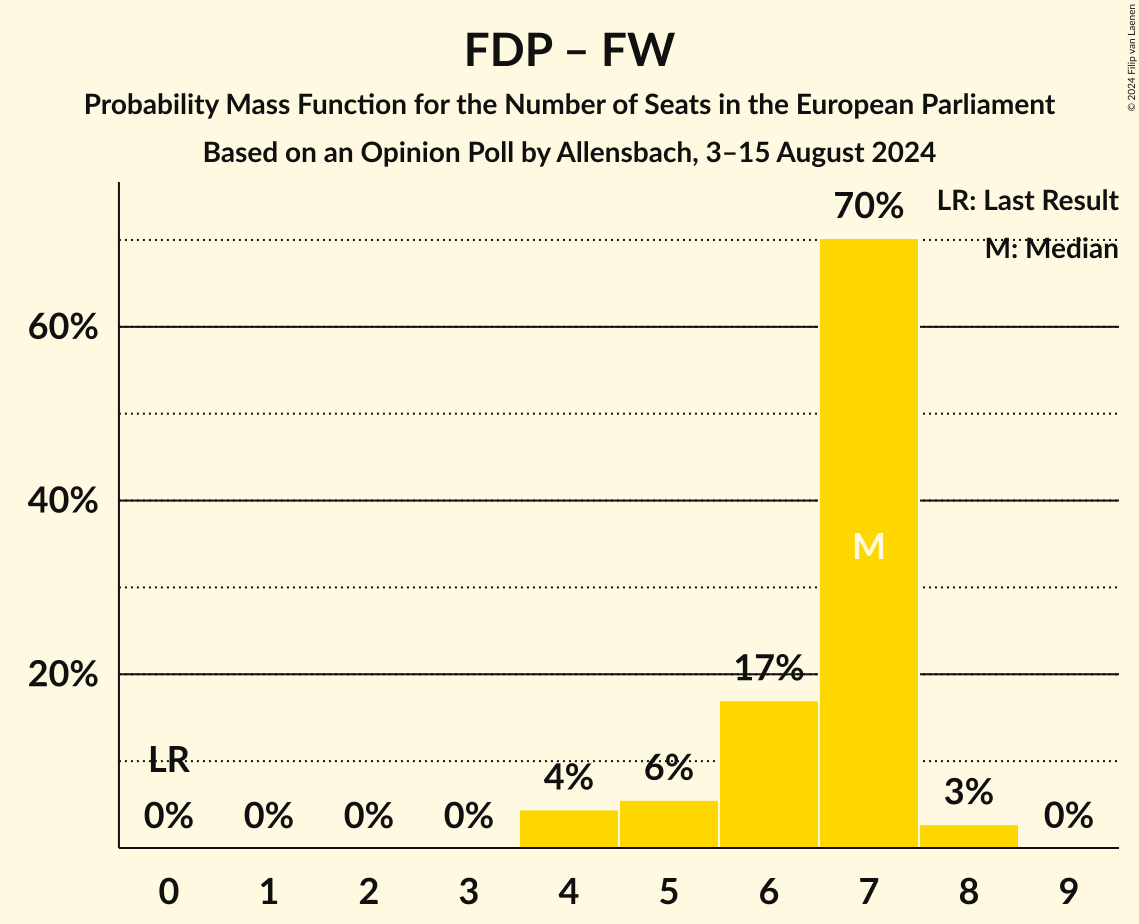 FDP – FW
Probability Mass Function for the Number of Seats in the European Parliament
Based on an Opinion Poll by Allensbach, 3–15 August 2024
© 2024 Filip van Laenen
LR: Last Result
M: Median
70%
60%
40%
M
20%
17%
LR
4%
6%
3%
0%
0%
0%
0%
0%
0 1 2 3 4 5 6 7 8 9